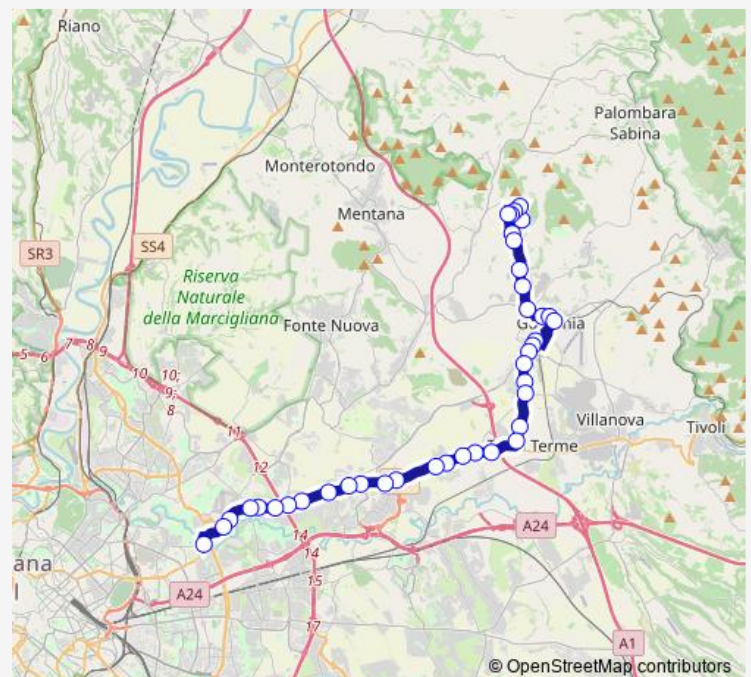 Riano
Palombara
Sabina
Monterotondo
Mentana
SR3
SS4
Riserva
Naturale
della Marcigliana
Fonte Nuova
5
6
7
8
9
10
10;
9;
8
11
12
Villanova
Tivoli
Terme
14
A24
14
15
A24
17
A1
© OpenStreetMap contributors